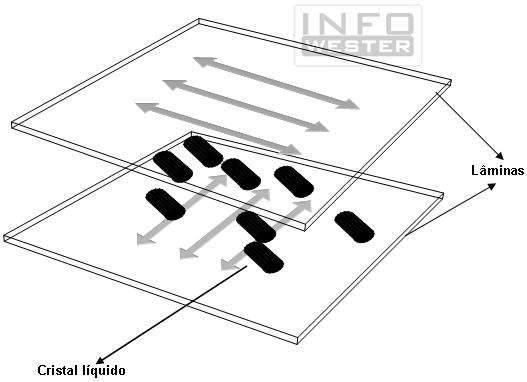 INFO
WESTER
Lâminas
Cristal líquido